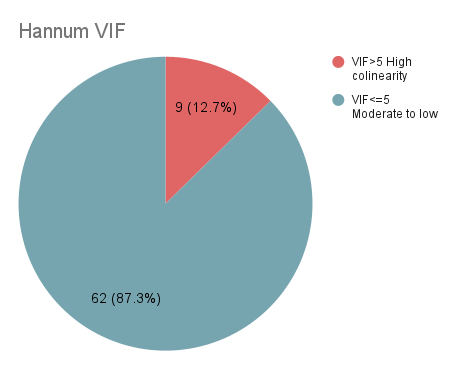 Hannum VIF
VIF>5 High
colinearity
VIF<=5
Moderate to low
9 (12.7%)
62 (87.3%)